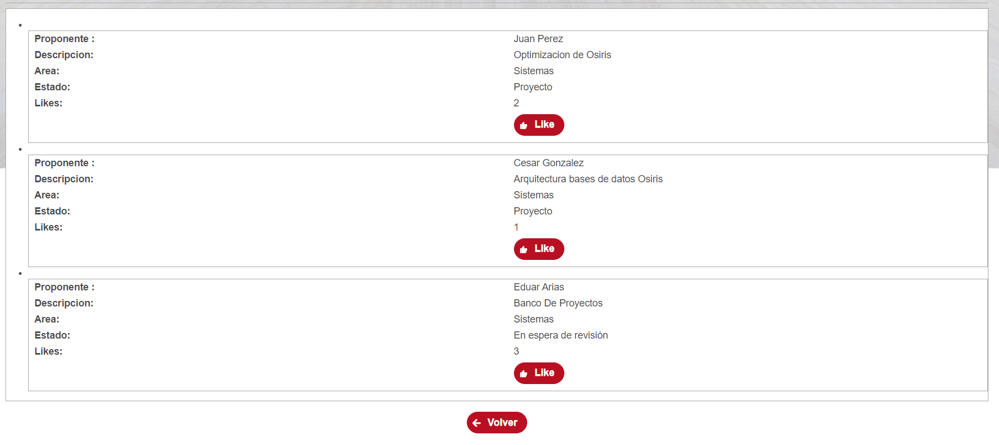 Proponente : Juan Perez
Descripcion: Optimizacion de Osiris
Area: Sistemas
Estado: Proyecto
Likes: 2
Like
Proponente : Cesar Gonzalez
Descripcion: Arquitectura bases de datos Osiris
Area: Sistemas
Estado: Proyecto
Likes: 1
Like
Proponente : Eduar Arias
Descripcion: Banco De Proyectos
Area: Sistemas
Estado: En espera de revisión
Likes: 3
Like
Volver